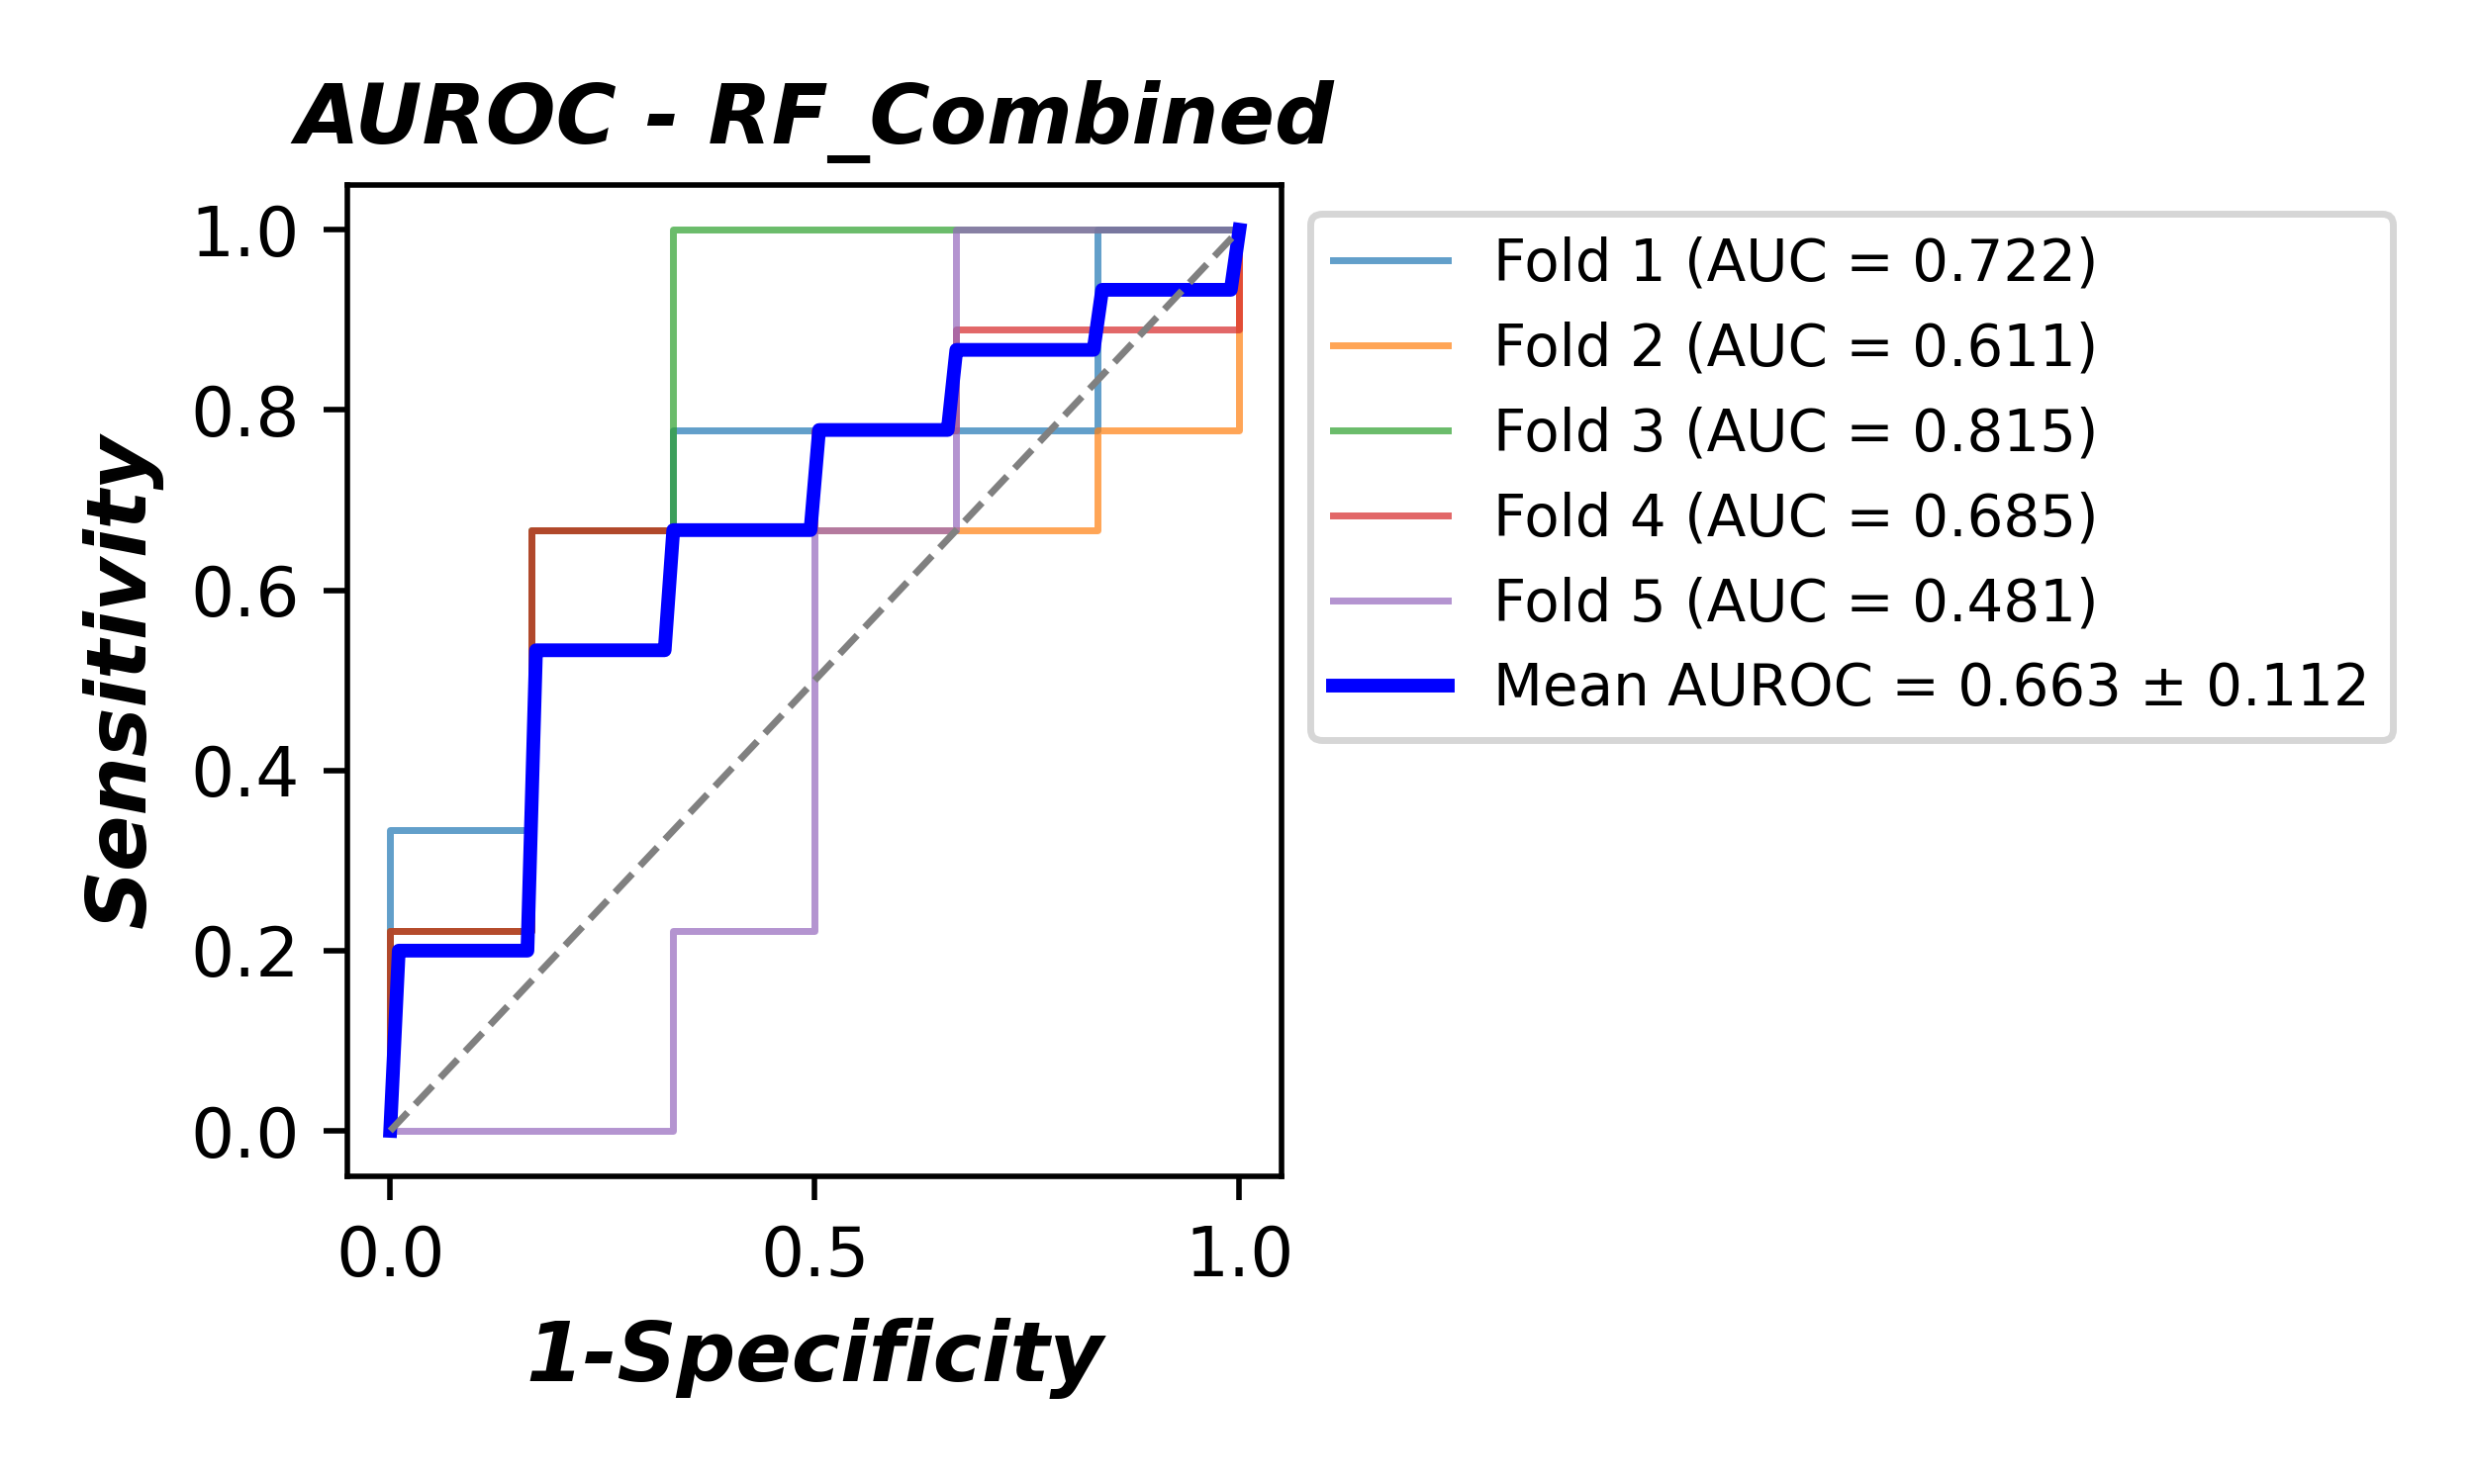 AUROC - RF_Combined
Sensitivity
1.0
0.8
0.6
0.4
0.2
0.0
0.0 0.5 1.0
1-Specificity
Fold 1 (AUC = 0.722)
Fold 2 (AUC = 0.611)
Fold 3 (AUC = 0.815)
Fold 4 (AUC = 0.685)
Fold 5 (AUC = 0.481)
Mean AUROC = 0.663 ± 0.112